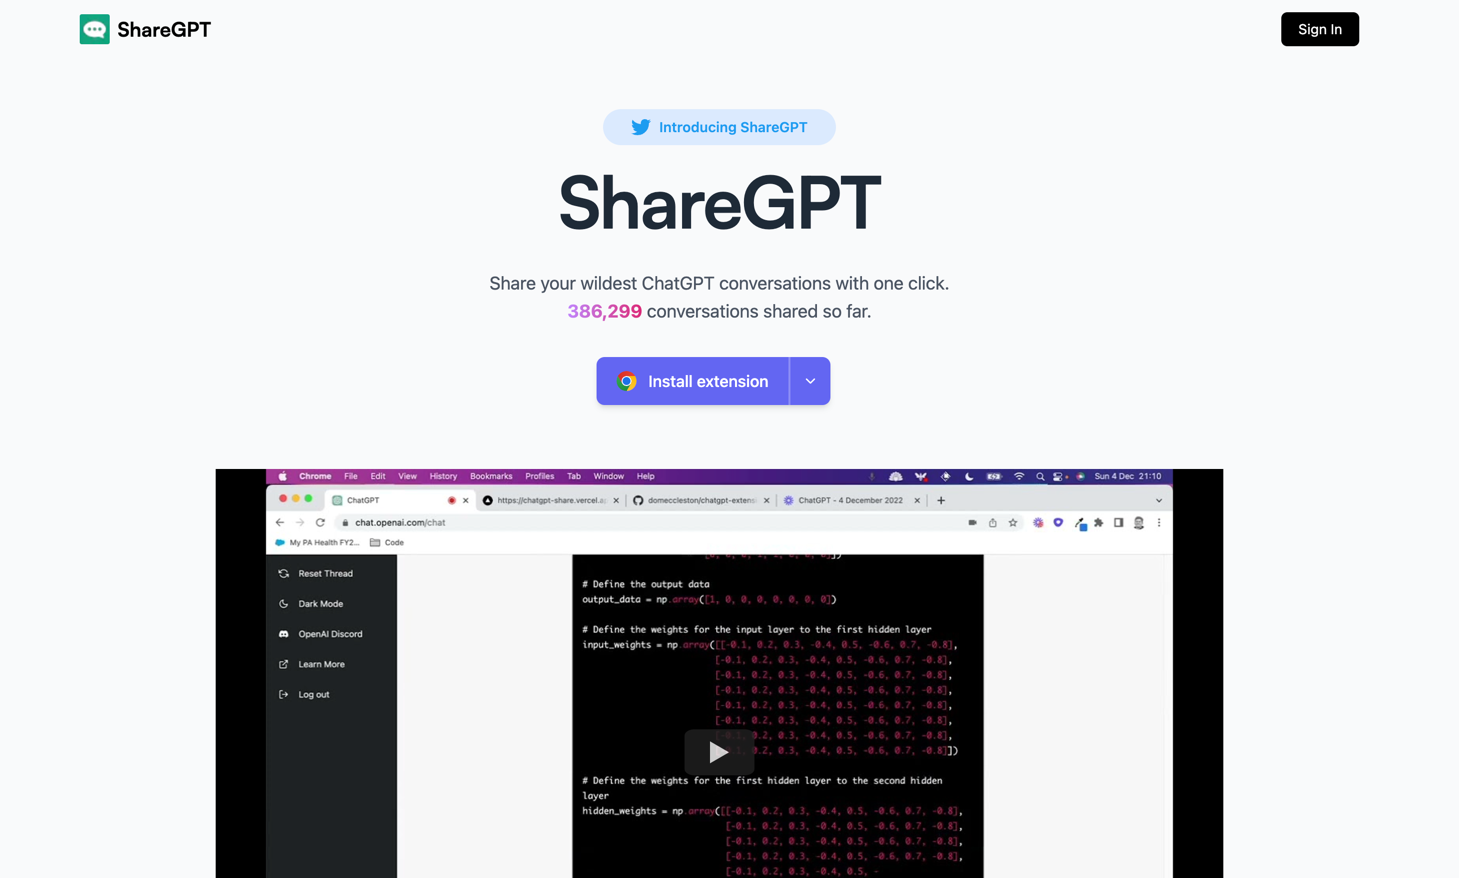 ShareGPT
Sign In
Introducing ShareGPT
ShareGPT
Share your wildest ChatGPT conversations with one click.
386,299 conversations shared so far.
Install extension
Chrome File Edit View History Bookmarks Profiles Tab Window Help Sun 4 Dec 21:10
ChatGPT https://chatgpt-share.vercel.ap domeccleston/chatgpt-extens ChatGPT - 4 December 2022
chat.openai.com/chat
My PA Health FY2... Code
Reset Thread
Dark Mode
OpenAI Discord
Learn More
Log out
# Define the output data
output_data = np.array([1, 0, 0, 0, 0, 0, 0, 0])
# Define the weights for the input layer to the first hidden layer
input_weights = np.array([[-0.1, 0.2, 0.3, -0.4, 0.5, -0.6, 0.7, -0.8],
[-0.1, 0.2, 0.3, -0.4, 0.5, -0.6, 0.7, -0.8],
[-0.1, 0.2, 0.3, -0.4, 0.5, -0.6, 0.7, -0.8],
[-0.1, 0.2, 0.3, -0.4, 0.5, -0.6, 0.7, -0.8],
[-0.1, 0.2, 0.3, -0.4, 0.5, -0.6, 0.7, -0.8],
[-0.1, 0.2, 0.3, -0.4, 0.5, -0.6, 0.7, -0.8],
0.2, 0.3, -0.4, 0.5, -0.6, 0.7, -0.8],
0.2, 0.3, -0.4, 0.5, -0.6, 0.7, -0.8]])
# Define the weights for the first hidden layer to the second hidden
layer
hidden_weights = np.array([[-0.1, 0.2, 0.3, -0.4, 0.5, -0.6, 0.7, -0.8],
[-0.1, 0.2, 0.3, -0.4, 0.5, -0.6, 0.7, -0.8],
[-0.1, 0.2, 0.3, -0.4, 0.5, -0.6, 0.7, -0.8],
[-0.1, 0.2, 0.3, -0.4, 0.5, -0.6, 0.7, -0.8],
[-0.1, 0.2, 0.3, -0.4, 0.5, -